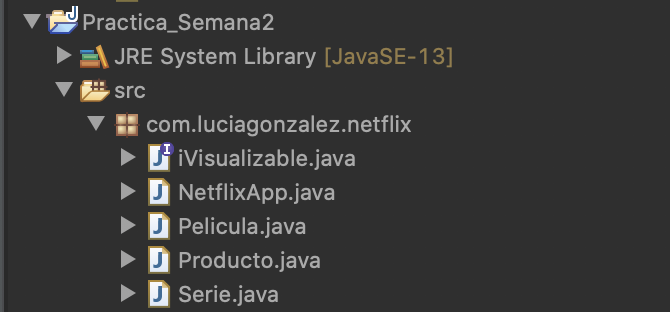 Practica_Semana2
JRE System Library [JavaSE-13]
src
com.luciagonzalez.netflix
iVisualizable.java
NetflixApp.java
Pelicula.java
Producto.java
Serie.java